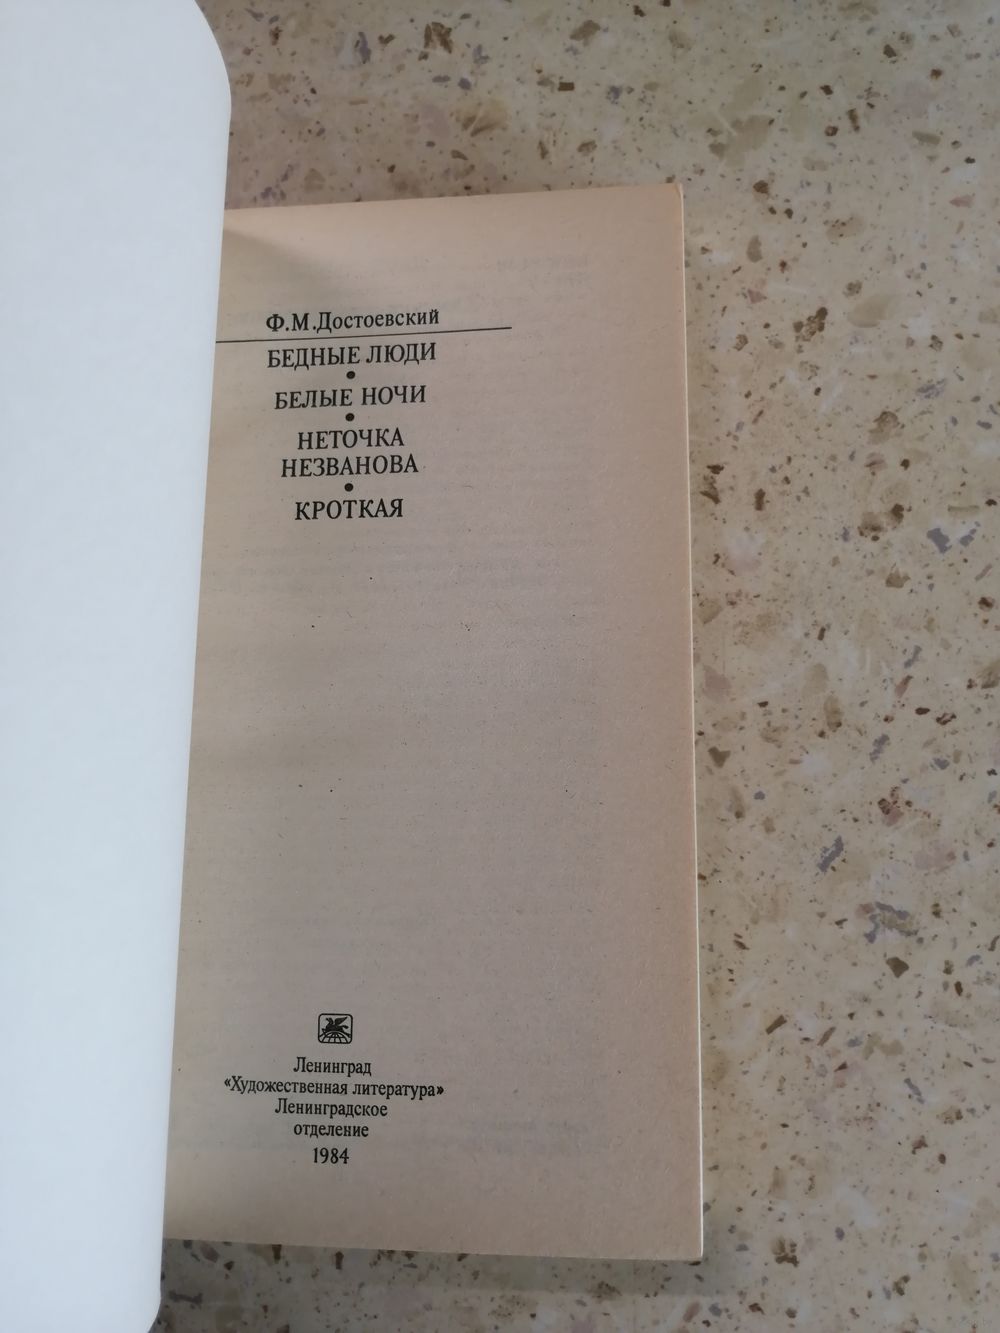 Ф.М.Достоевский
БЕДНЫЕ ЛЮДИ
•
БЕЛЫЕ НОЧИ
•
НЕТОЧКА
НЕЗВАНОВА
•
КРОТКАЯ
Ленинград
«Художественная литература»
Ленинградское
отделение
1984